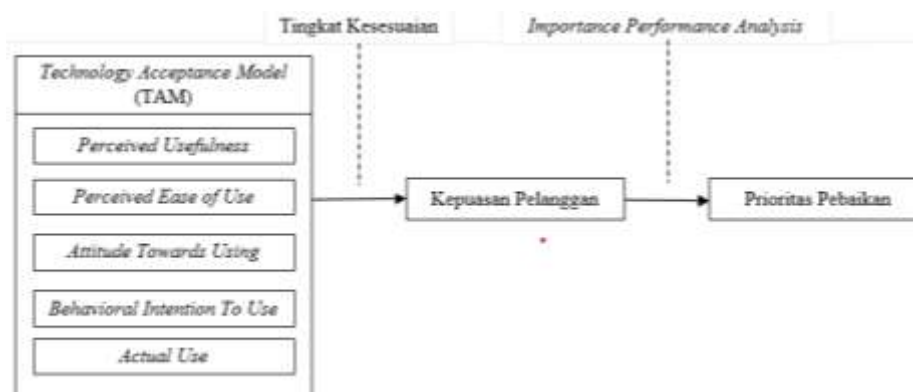 Tingkat Kesesuaian
Importance Performance Analysis
Technology Acceptance Model
(TAM)
Perceived Usefulness
Perceived Ease of Use
Attitude Towards Using
Behavioral Intention To Use
Actual Use
Kepuasan Pelanggan
Prioritas Pebaikan